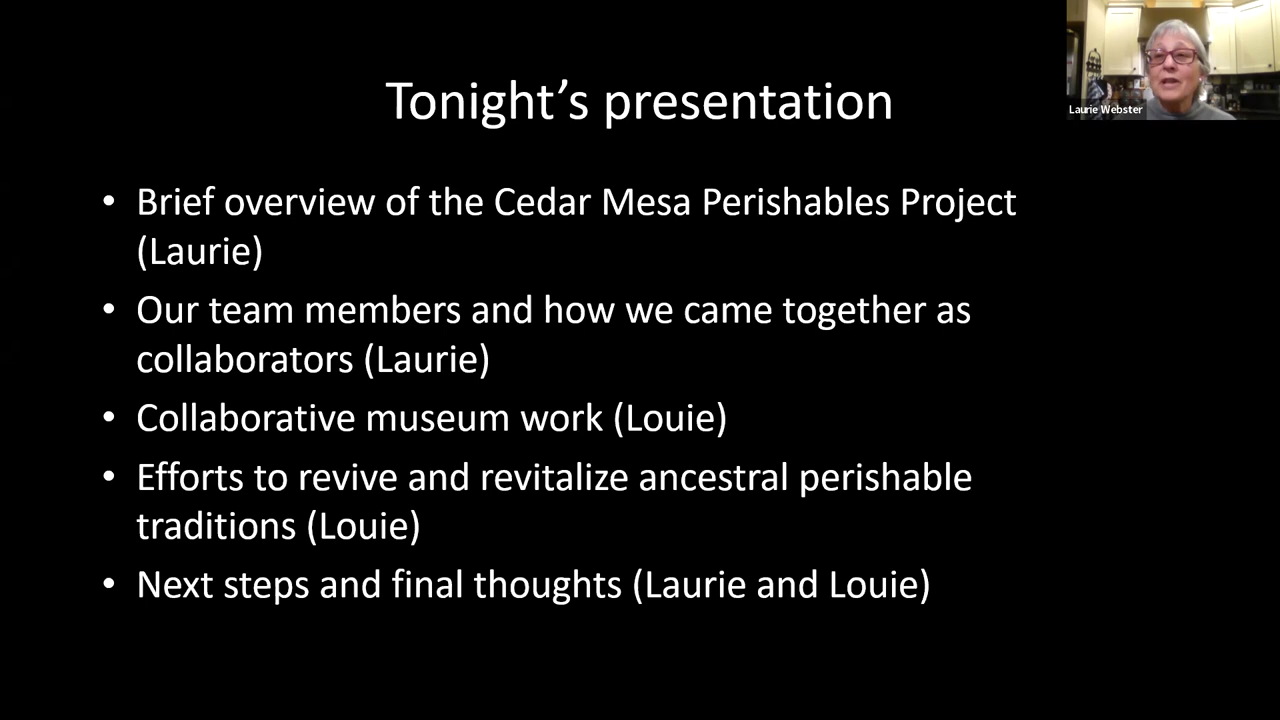 Tonight’s presentation
Laurie Webster
• Brief overview of the Cedar Mesa Perishables Project
(Laurie)
• Our team members and how we came together as
collaborators (Laurie)
• Collaborative museum work (Louie)
• Efforts to revive and revitalize ancestral perishable
traditions (Louie)
• Next steps and final thoughts (Laurie and Louie)